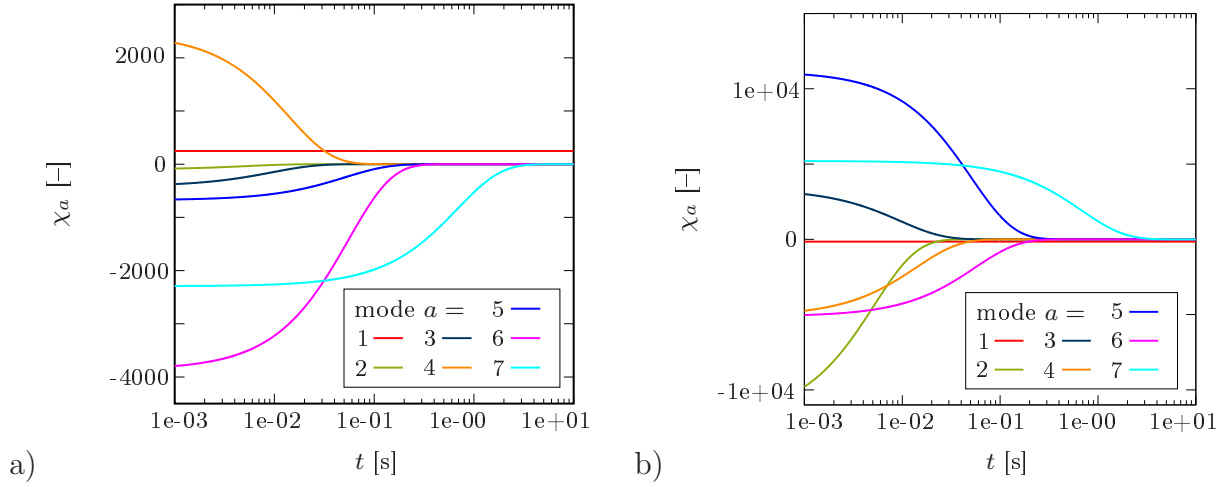 2000
0
-2000
-4000
χa [–]
mode a = 5
1 3 6
2 4 7
1e-03 1e-02 1e-01 1e-00 1e+01
t [s]
a)
1e+04
0
-1e+04
χa [–]
mode a = 5
1 3 6
2 4 7
1e-03 1e-02 1e-01 1e-00 1e+01
t [s]
b)